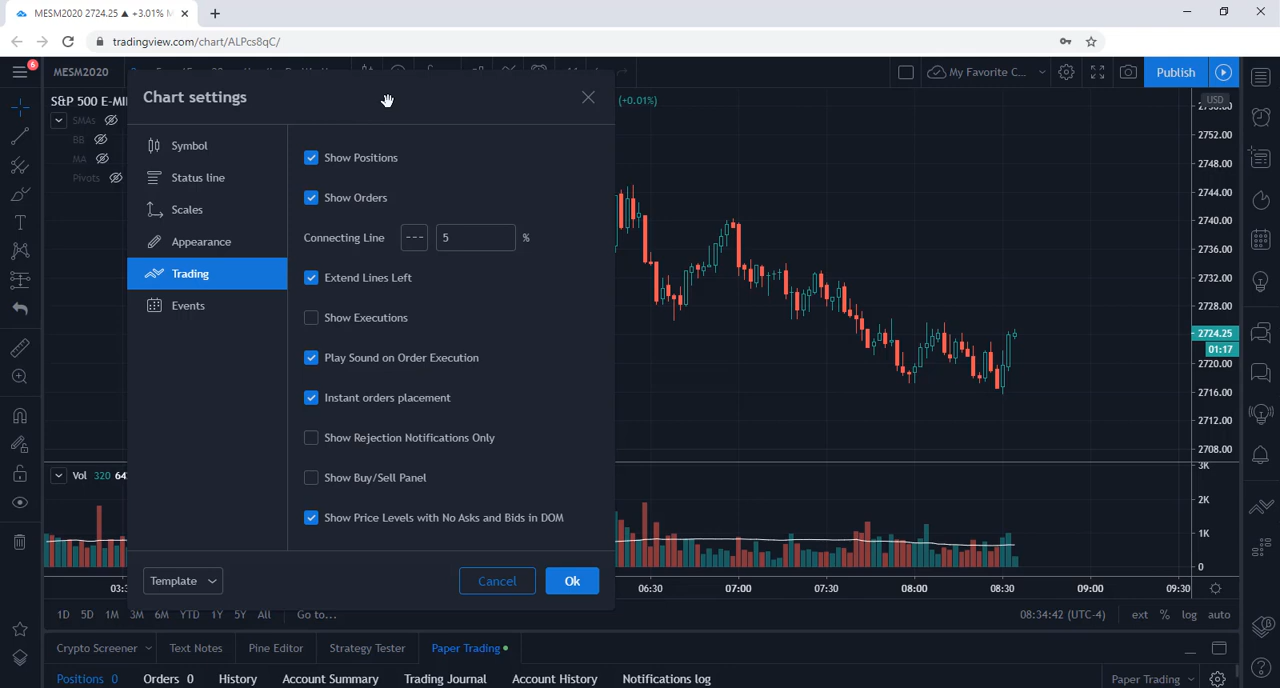 MESM2020 2724.25 ▲ +3.01% M
tradingview.com/chart/ALPcs8qC/
6
MESM2020
My Favorite C...
Publish
S&P 500 E-MI
(+0.01%)
USD
SMAs
BB
MA
Pivots
Chart settings
Symbol
Status line
Scales
Appearance
Trading
Events
Show Positions
Show Orders
Connecting Line 5 %
Extend Lines Left
Show Executions
Play Sound on Order Execution
Instant orders placement
Show Rejection Notifications Only
Show Buy/Sell Panel
Show Price Levels with No Asks and Bids in DOM
Template
Cancel
Ok
2752.00
2748.00
2744.00
2740.00
2736.00
2732.00
2728.00
2724.25
01:17
2720.00
2716.00
2712.00
2708.00
Vol 320
3K
2K
1K
0
06:30 07:00 07:30 08:00 08:30 09:00 09:30
1D 5D 1M 3M 6M YTD 1Y 5Y All Go to...
08:34:42 (UTC-4) ext % log auto
Crypto Screener Text Notes Pine Editor Strategy Tester Paper Trading
Positions 0 Orders 0 History Account Summary Trading Journal Account History Notifications log Paper Trading